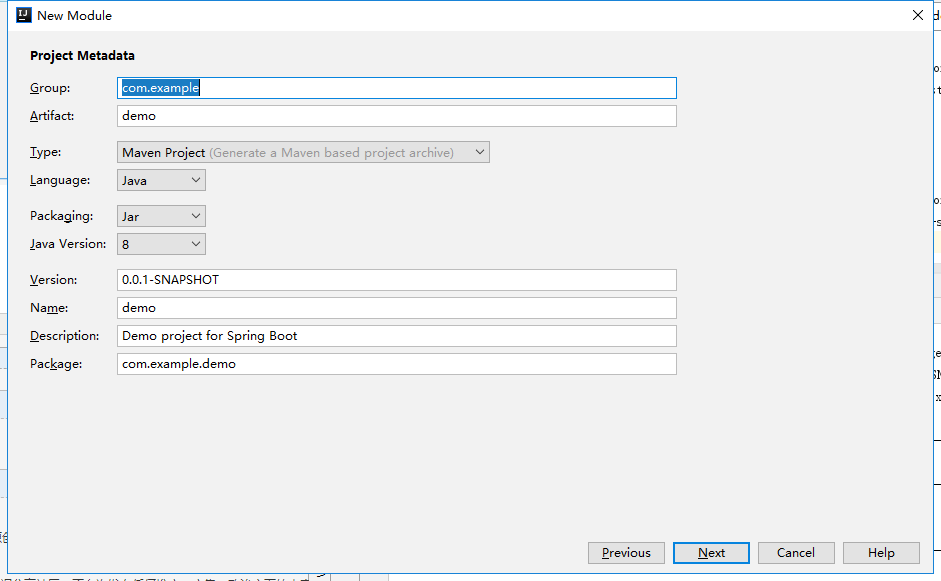 New Module
Project Metadata
Group: com.example
Artifact: demo
Type: Maven Project (Generate a Maven based project archive)
Language: Java
Packaging: Jar
Java Version: 8
Version: 0.0.1-SNAPSHOT
Name: demo
Description: Demo project for Spring Boot
Package: com.example.demo
Previous Next Cancel Help